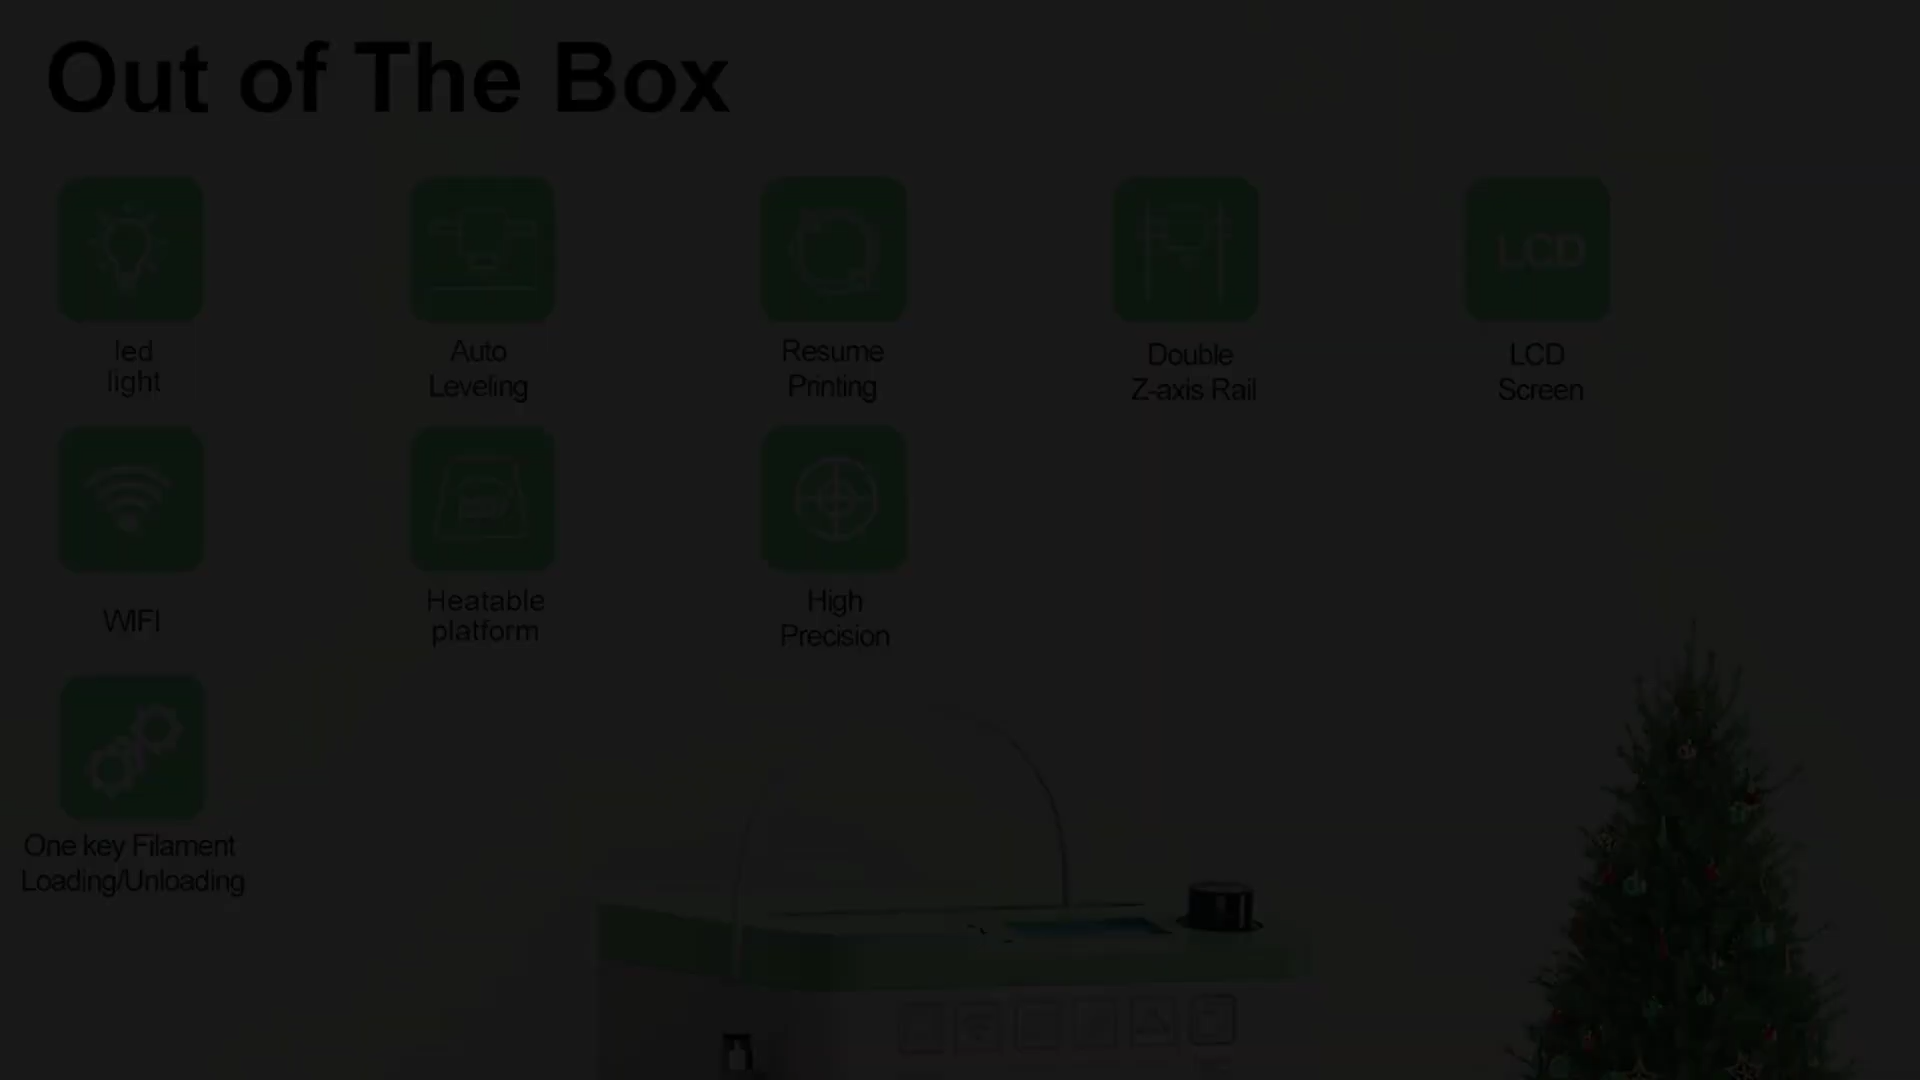 Out of The Box
LCD
led
light
Auto
Leveling
Resume
Printing
Double
Z-axis Rail
LCD
Screen
WIFI
Heatable
platform
High
Precision
One key Filament
Loading/Unloading